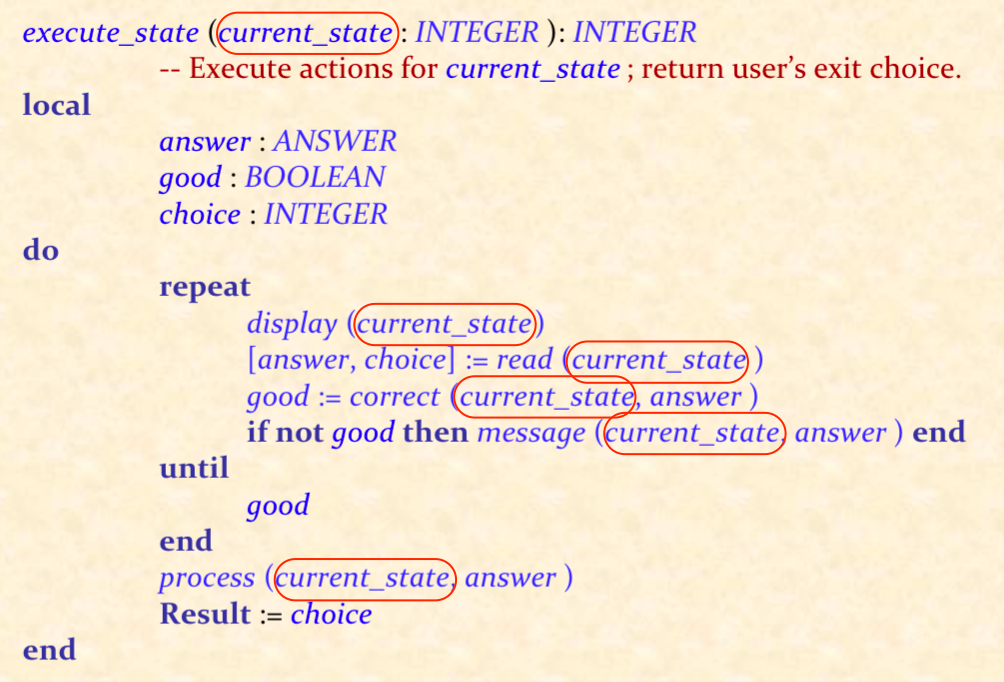 execute_state (current_state : INTEGER ): INTEGER
-- Execute actions for current_state ; return user's exit choice.
local
answer : ANSWER
good : BOOLEAN
choice : INTEGER
do
repeat
display (current_state)
[answer, choice] := read (current_state )
good := correct (current_state, answer )
if not good then message (current_state, answer ) end
until
good
end
process (current_state, answer )
Result := choice
end